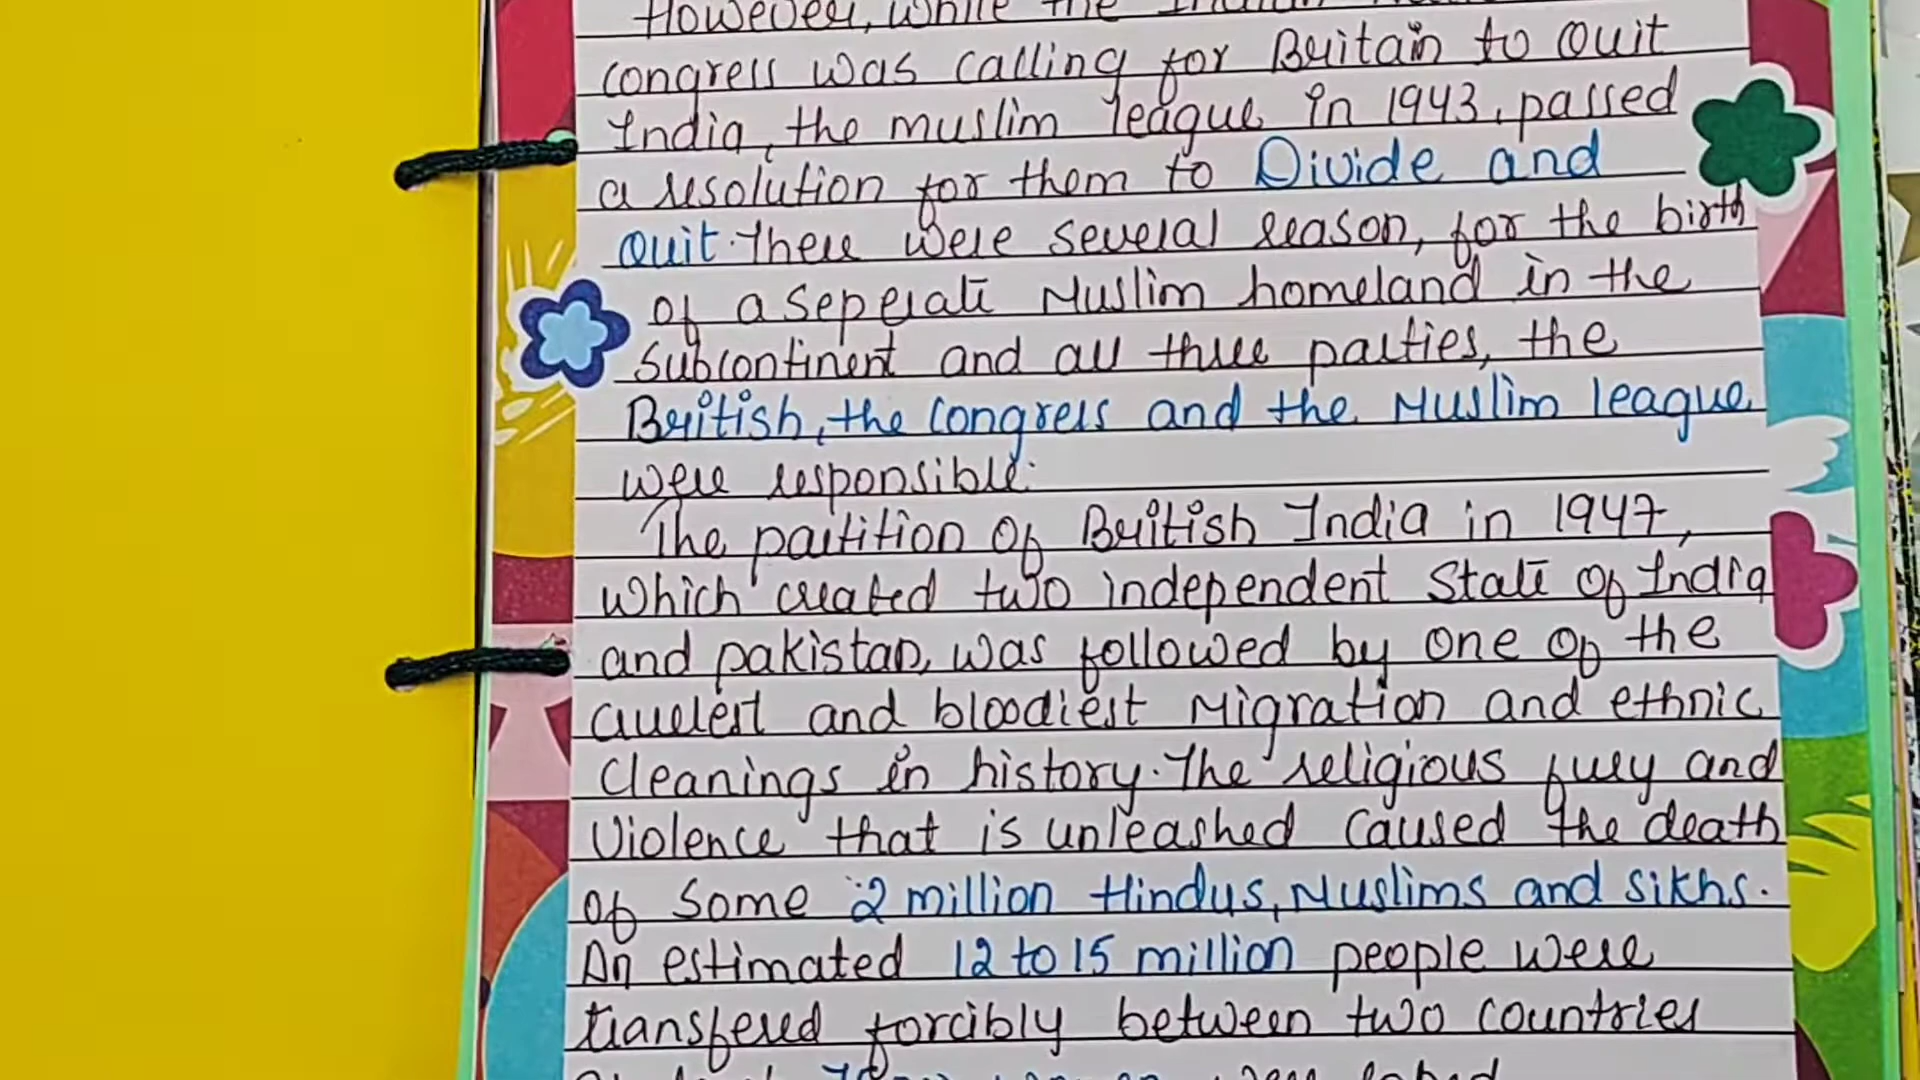 However, while the Indian
congress was calling for Britain to Quit
India, the muslim league in 1943, passed
a resolution for them to Divide and
Quit. There were several reason, for the birth
of a seperate Muslim homeland in the
subcontinent and all three parties, the
British, the Congress and the Muslim league
were responsible.
The partition of British India in 1947,
which created two independent State of India
and pakistan, was followed by one of the
cruelest and bloodiest Migration and ethnic
cleanings in history. The religious fury and
violence that is unleashed caused the death
of some 2 million Hindus, Muslims and sikhs.
An estimated 12 to 15 million people were
transfered forcibly between two countries